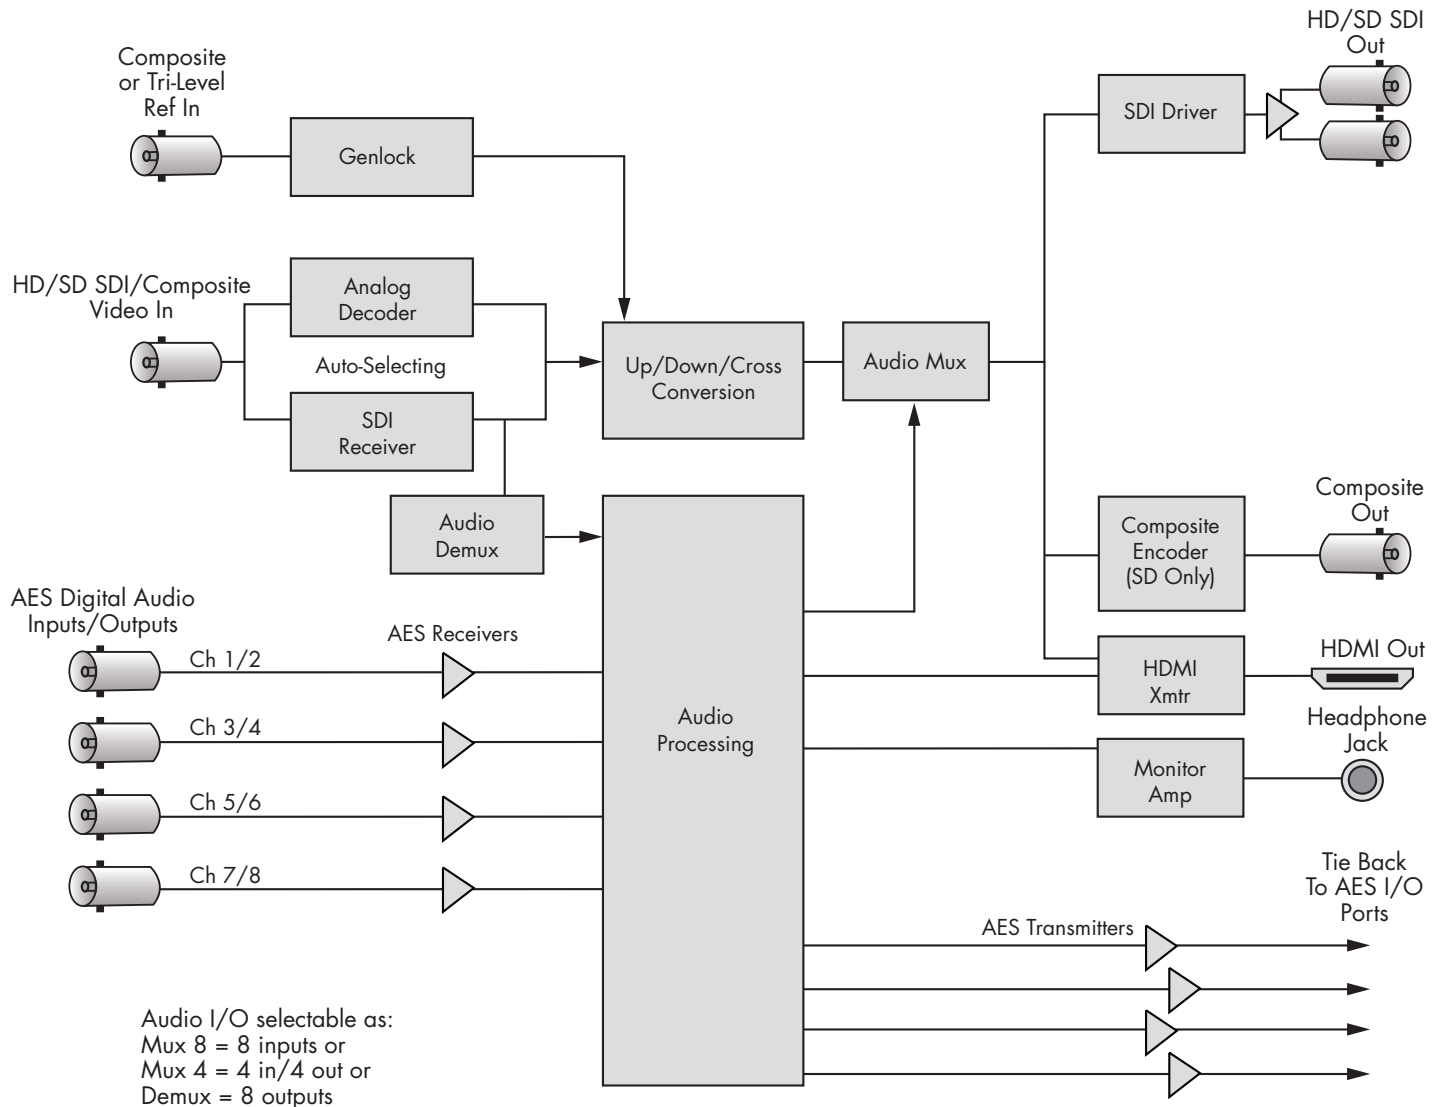 HD/SD SDI
Out
Composite
or Tri-Level
Ref In
SDI Driver
Genlock
HD/SD SDI/Composite
Video In
Analog
Decoder
Auto-Selecting
SDI
Receiver
Up/Down/Cross
Conversion
Audio Mux
Audio
Demux
Composite
Encoder
(SD Only)
Composite
Out
AES Digital Audio
Inputs/Outputs
AES Receivers
Ch 1/2
Ch 3/4
Ch 5/6
Ch 7/8
Audio
Processing
HDMI
Xmtr
HDMI Out
Headphone
Jack
Monitor
Amp
Tie Back
To AES I/O
Ports
AES Transmitters
Audio I/O selectable as:
Mux 8 = 8 inputs or
Mux 4 = 4 in/4 out or
Demux = 8 outputs